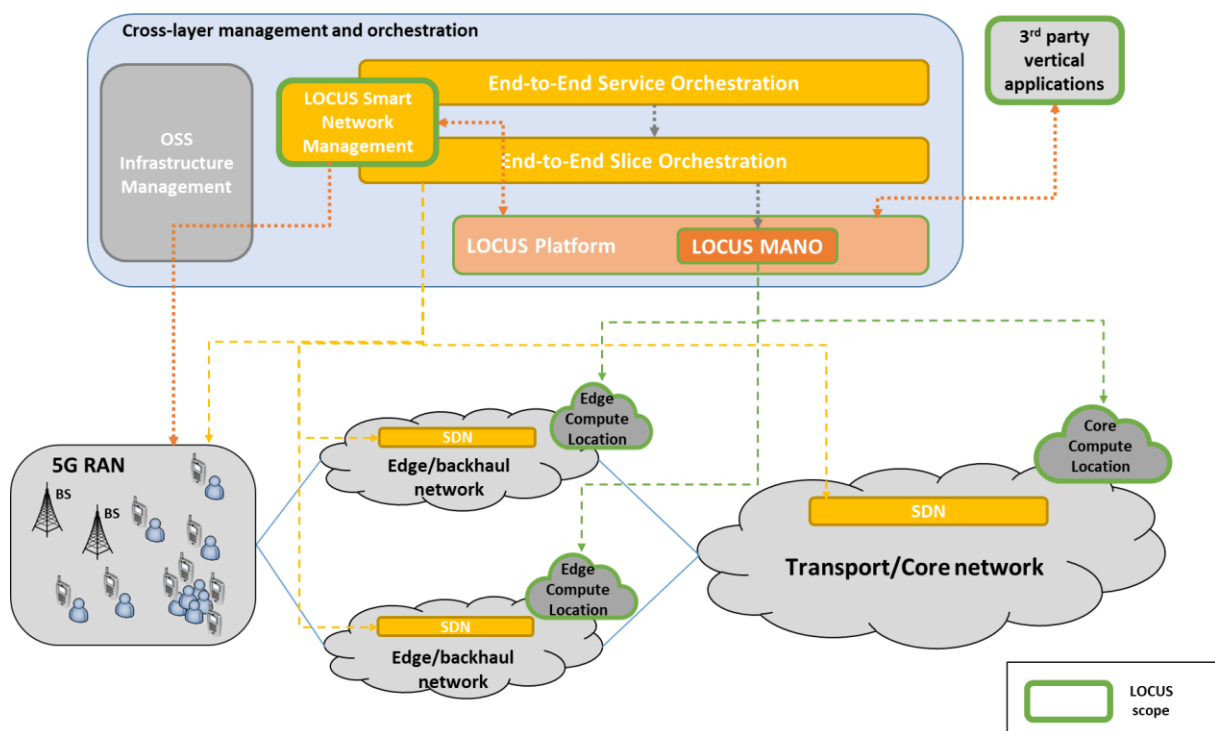 Cross-layer management and orchestration
3rd party
vertical
applications
End-to-End Service Orchestration
LOCUS Smart
Network
Management
OSS
Infrastructure
Management
End-to-End Slice Orchestration
LOCUS Platform
LOCUS MANO
Edge
Compute
Location
SDN
Edge/backhaul
network
Core
Compute
Location
5G RAN
BS
BS
SDN
Transport/Core network
Edge
Compute
Location
SDN
Edge/backhaul
network
LOCUS
scope